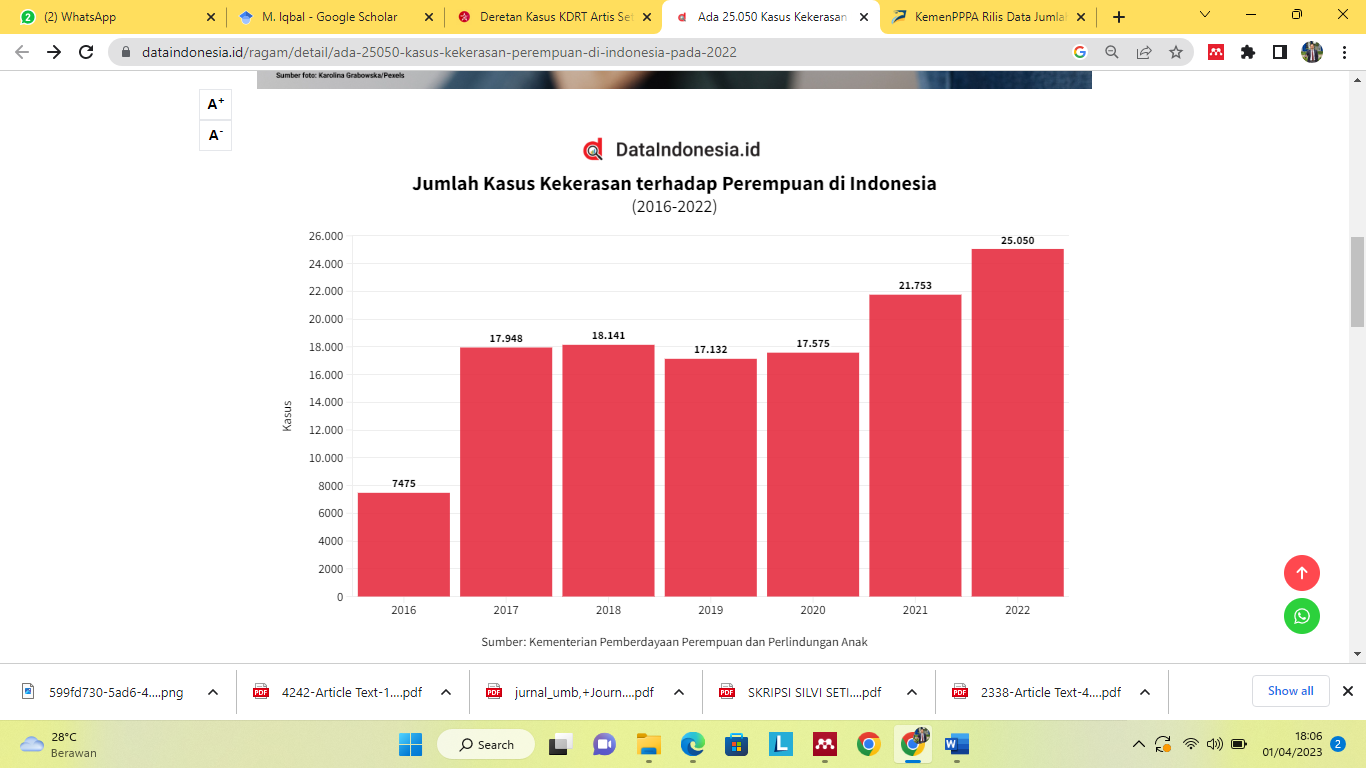 (2) WhatsApp
M. Iqbal - Google Scholar
Deretan Kasus KDRT Artis Set
Ada 25.050 Kasus Kekerasan
KemenPPPA Rilis Data Jumlah
dataindonesia.id/ragam/detail/ada-25050-kasus-kekerasan-perempuan-di-indonesia-pada-2022
Sumber foto: Karolina Grabowska/Pexels
A+
A-
DataIndonesia.id
Jumlah Kasus Kekerasan terhadap Perempuan di Indonesia
(2016-2022)
26.000
24.000
22.000
20.000
18.000
16.000
14.000
12.000
10.000
8000
6000
4000
2000
0
Kasus
7475
17.948
18.141
17.132
17.575
21.753
25.050
2016 2017 2018 2019 2020 2021 2022
Sumber: Kementerian Pemberdayaan Perempuan dan Perlindungan Anak
599fd730-5ad6-4....png
4242-Article Text-1....pdf
jurnal_umb,+Journ....pdf
SKRIPSI SILVI SETI....pdf
2338-Article Text-4....pdf
Show all
28°C
Berawan
Search
18:06
01/04/2023
2